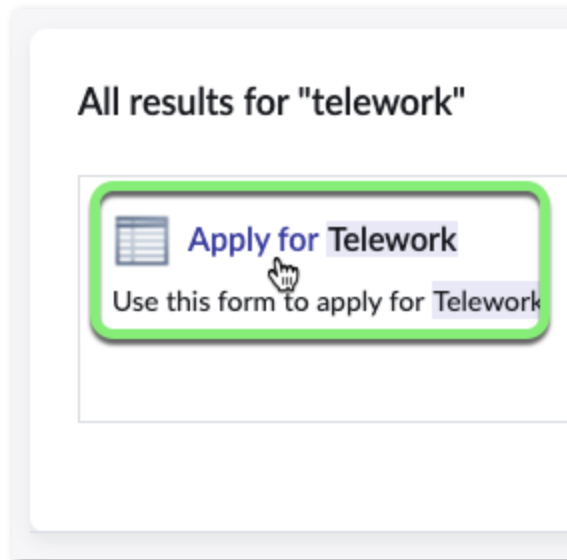 All results for "telework"
Apply for Telework
Use this form to apply for Telework